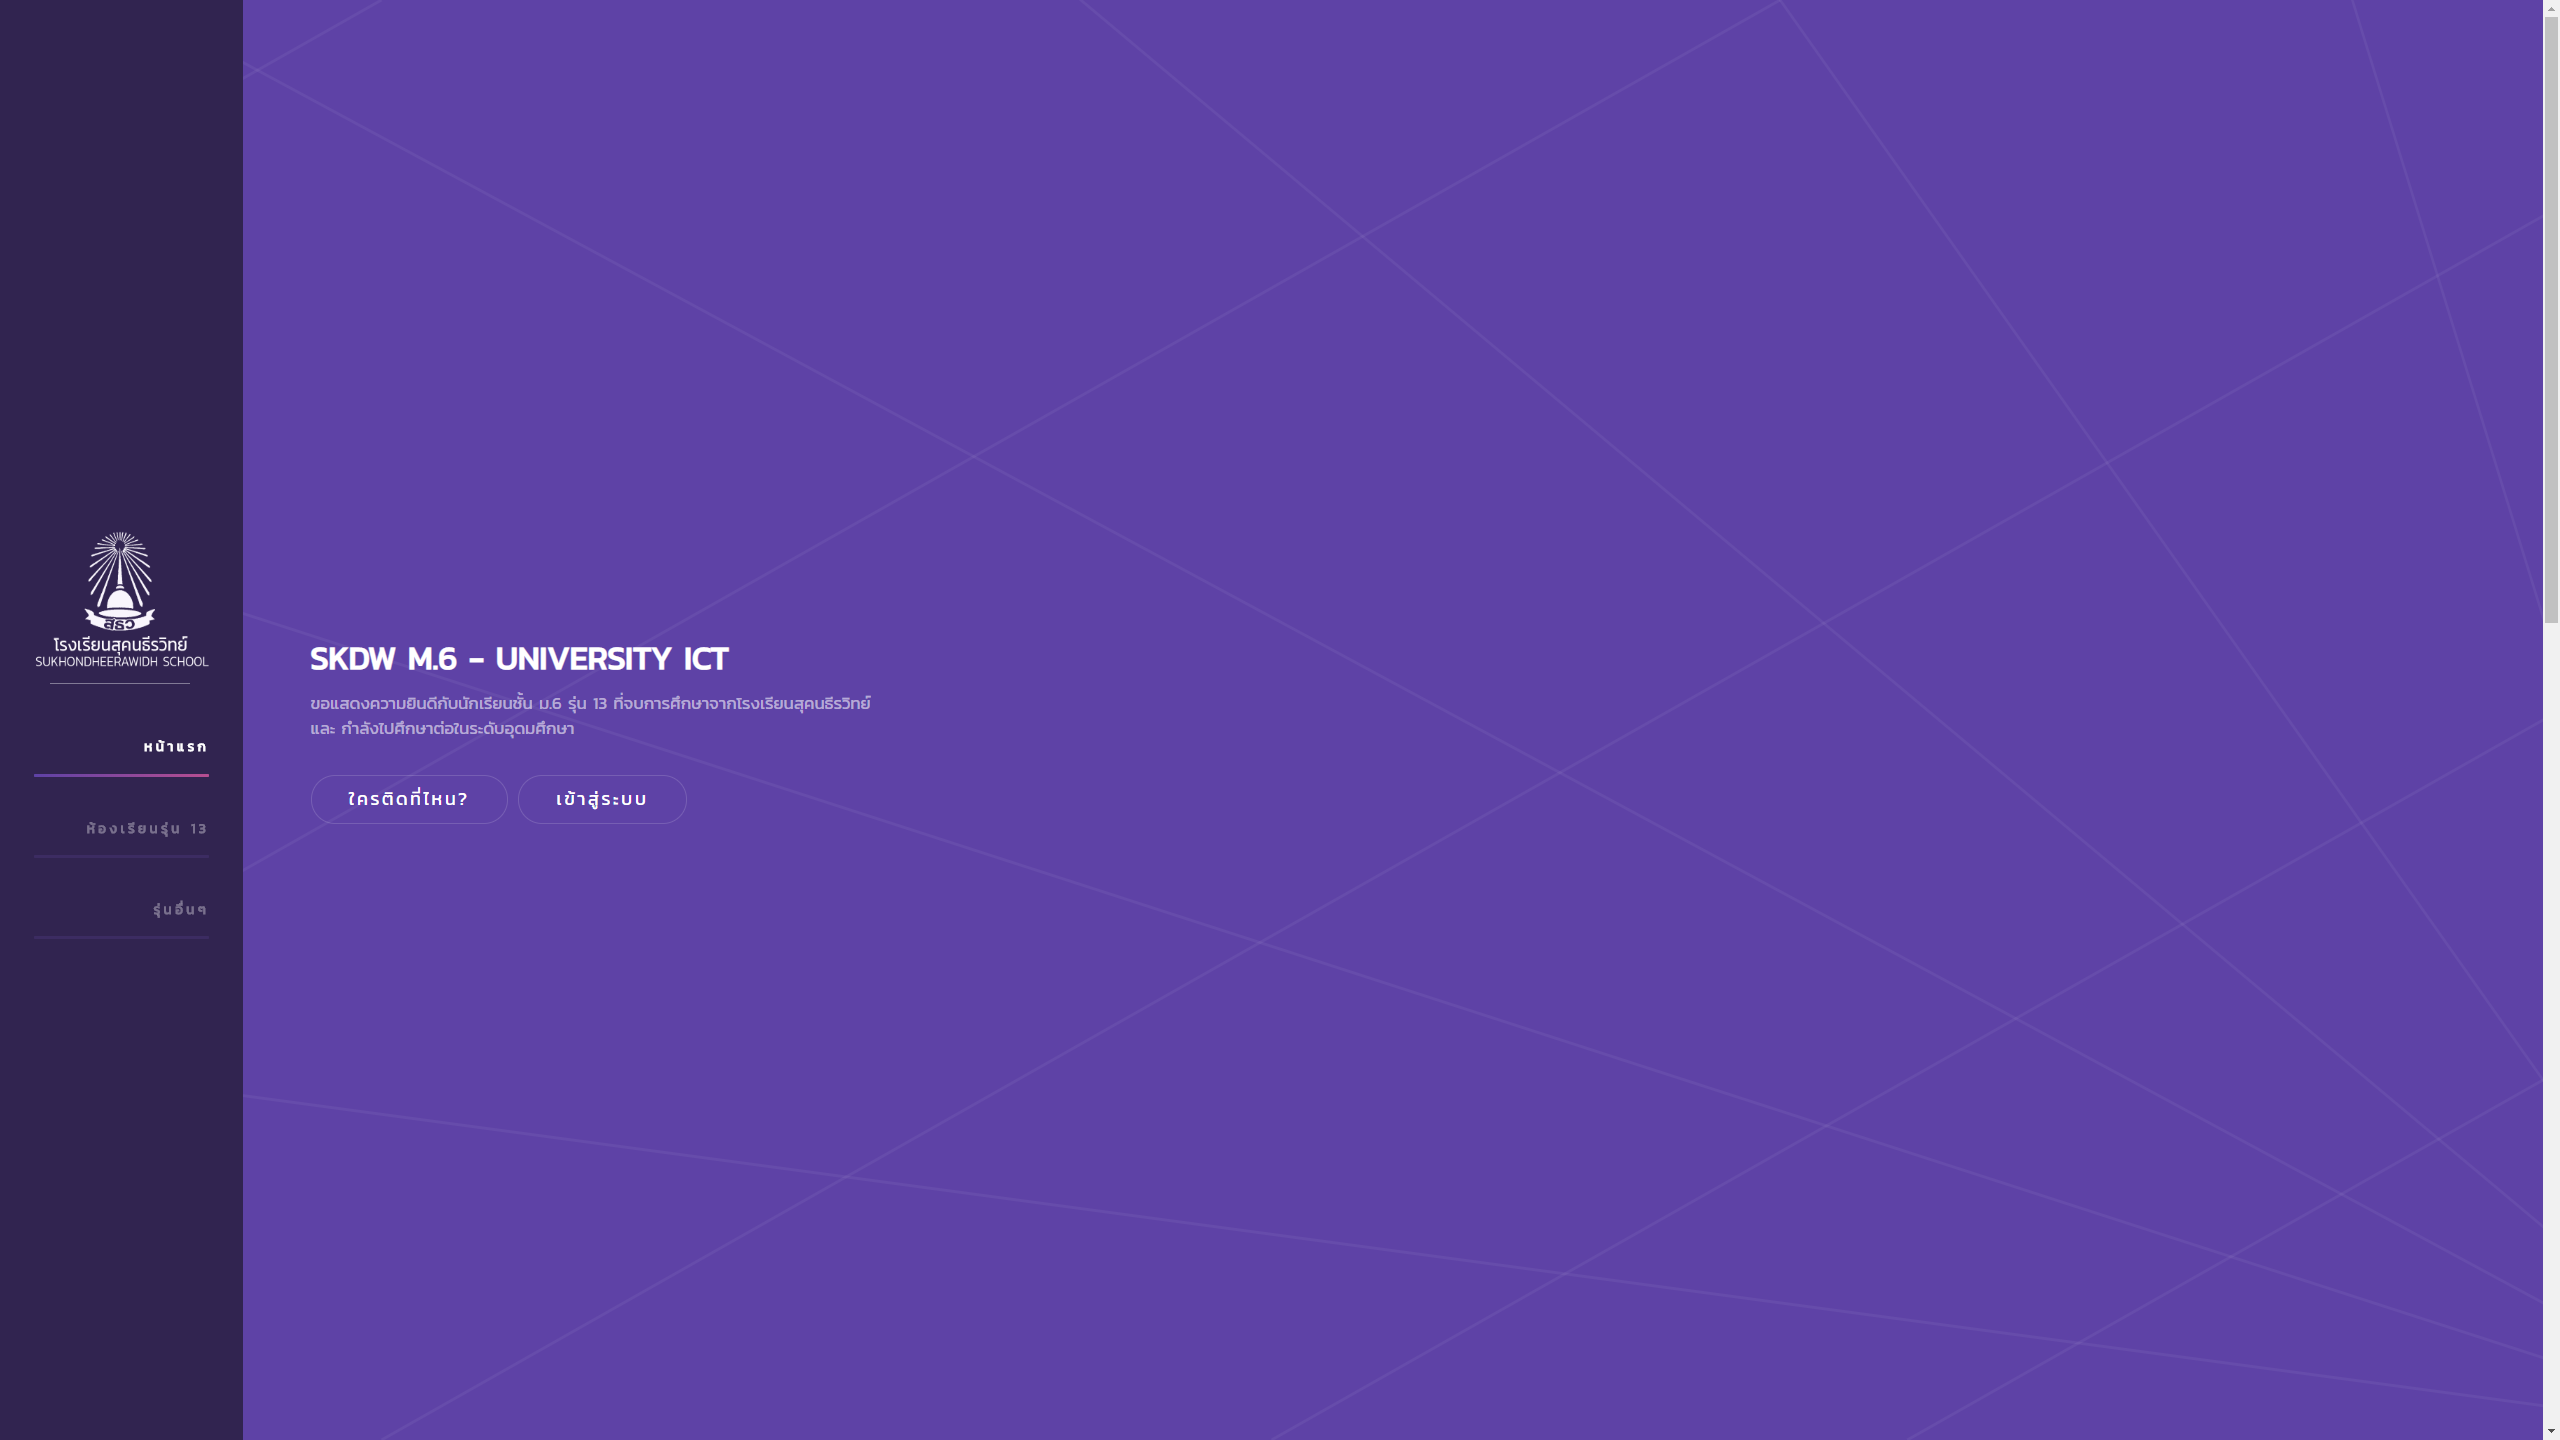 สธว
โรงเรียนสุคนธีรวิทย์
SUKHONDHEERAWIDH SCHOOL
หน้าแรก
ห้องเรียนรุ่น 13
รุ่นอื่นๆ
SKDW M.6 - UNIVERSITY ICT
ขอแสดงความยินดีกับนักเรียนชั้น ม.6 รุ่น 13 ที่จบการศึกษาจากโรงเรียนสุคนธีรวิทย์
และ กำลังไปศึกษาต่อในระดับอุดมศึกษา
ใครติดที่ไหน?
เข้าสู่ระบบ